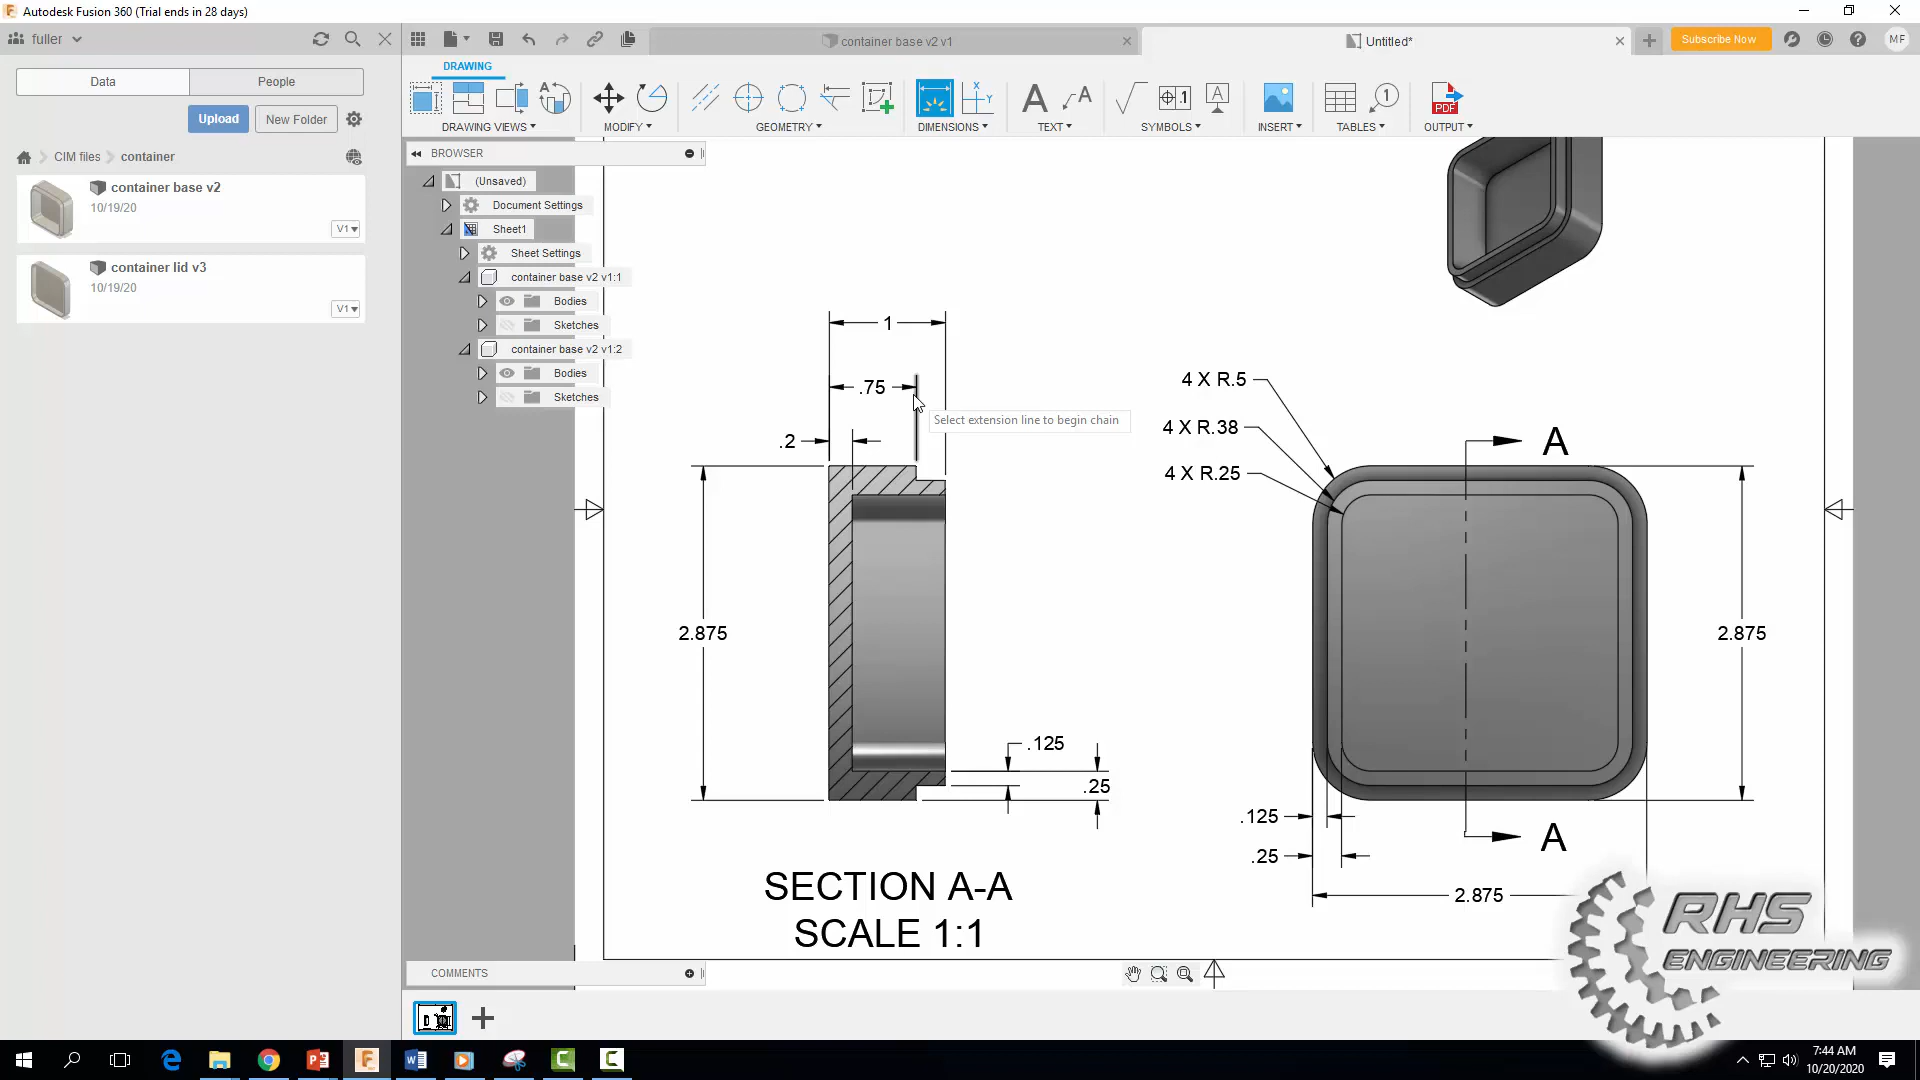 Autodesk Fusion 360 (Trial ends in 28 days)
fuller
container base v2 v1
Untitled*
Subscribe Now
MF
Data
People
DRAWING
Upload
New Folder
DRAWING VIEWS
MODIFY
GEOMETRY
DIMENSIONS
TEXT
SYMBOLS
INSERT
TABLES
PDF
OUTPUT
CIM files
container
BROWSER
container base v2
10/19/20
V1
container lid v3
10/19/20
V1
(Unsaved)
Document Settings
Sheet1
Sheet Settings
container base v2 v1:1
Bodies
Sketches
container base v2 v1:2
Bodies
Sketches
1
.75
.2
Select extension line to begin chain
4 X R.5
4 X R.38
4 X R.25
A
2.875
2.875
.125
.25
.125
.25
A
2.875
SECTION A-A
SCALE 1:1
RHS
ENGINEERING
COMMENTS
7:44 AM
10/20/2020